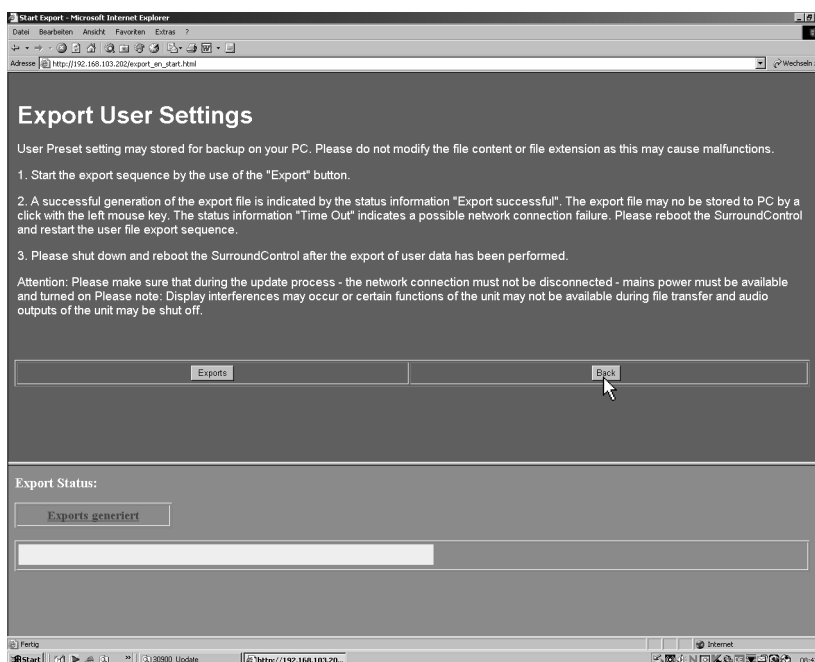 Start Export - Microsoft Internet Explorer
Datei Bearbeiten Ansicht Favoriten Extras ?
Adresse http://192.168.103.202/export_en_start.html Wechseln
Export User Settings
User Preset setting may stored for backup on your PC. Please do not modify the file content or file extension as this may cause malfunctions.
1. Start the export sequence by the use of the "Export" button.
2. A successful generation of the export file is indicated by the status information "Export successful". The export file may no be stored to PC by a
click with the left mouse key. The status information "Time Out" indicates a possible network connection failure. Please reboot the SurroundControl
and restart the user file export sequence.
3. Please shut down and reboot the SurroundControl after the export of user data has been performed.
Attention: Please make sure that during the update process - the network connection must not be disconnected - mains power must be available
and turned on Please note: Display interferences may occur or certain functions of the unit may not be available during file transfer and audio
outputs of the unit may be shut off.
Exports Back
Export Status:
Exports generiert
Fertig Internet
Start 30900 Update http://192.168.103.20...